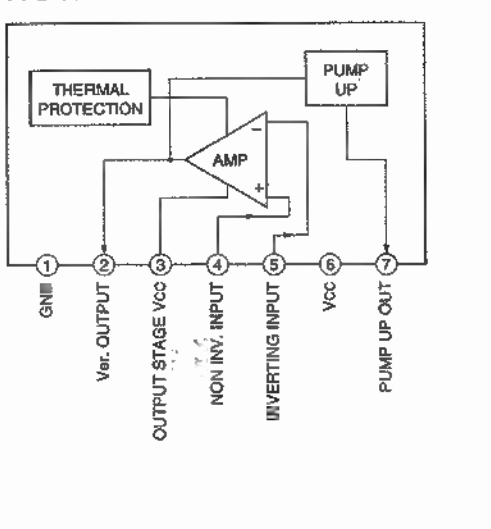 THERMAL
PROTECTION
PUMP
UP
AMP
−
+
1
2
3
4
5
6
7
Ver. OUTPUT
OUTPUT STAGE VCC
NON INV. INPUT
INVERTING INPUT
VCC
PUMP UP OUT